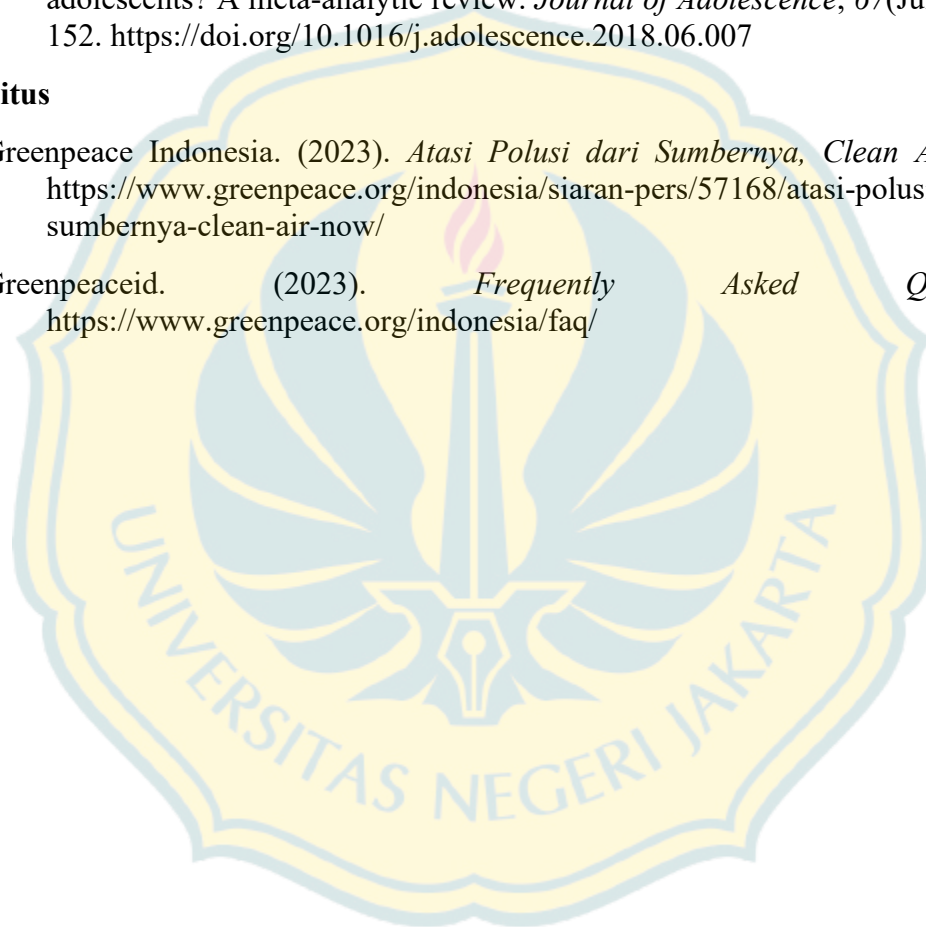 adolescents? A meta-analytic review. Journal of Adolescence, 67(Ju
152. https://doi.org/10.1016/j.adolescence.2018.06.007
itus
Greenpeace Indonesia. (2023). Atasi Polusi dari Sumbernya, Clean A
https://www.greenpeace.org/indonesia/siaran-pers/57168/atasi-polus
sumbernya-clean-air-now/
Greenpeaceid. (2023). Frequently Asked Q
https://www.greenpeace.org/indonesia/faq/
UNIVERSITAS NEGERI JAKARTA